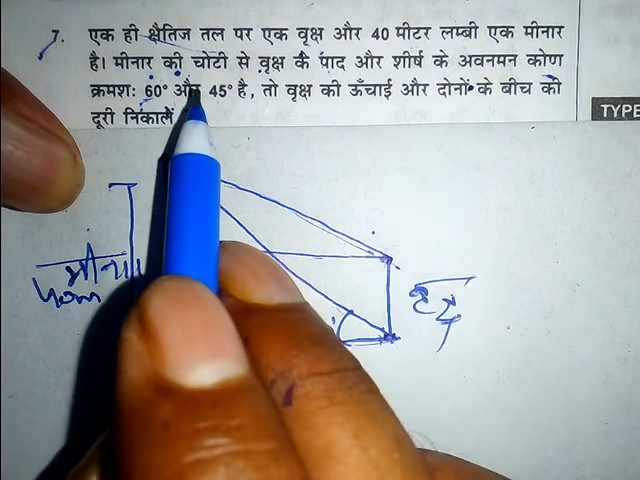 7. एक ही क्षैतिज तल पर एक वृक्ष और 40 मीटर लम्बी एक मीनार
है। मीनार की चोटी से वृक्ष के पाद और शीर्ष के अवनमन कोण
क्रमशः 60° और 45° है, तो वृक्ष की ऊँचाई और दोनों के बीच की
दूरी निकालें
TYPE
मीना
40m